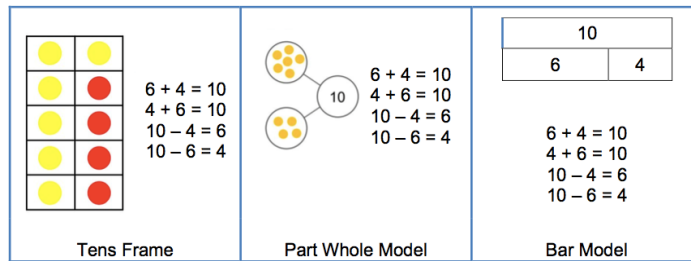 6 + 4 = 10
4 + 6 = 10
10 – 4 = 6
10 – 6 = 4
Tens Frame
10
6 + 4 = 10
4 + 6 = 10
10 – 4 = 6
10 – 6 = 4
Part Whole Model
10
6 4
6 + 4 = 10
4 + 6 = 10
10 – 4 = 6
10 – 6 = 4
Bar Model